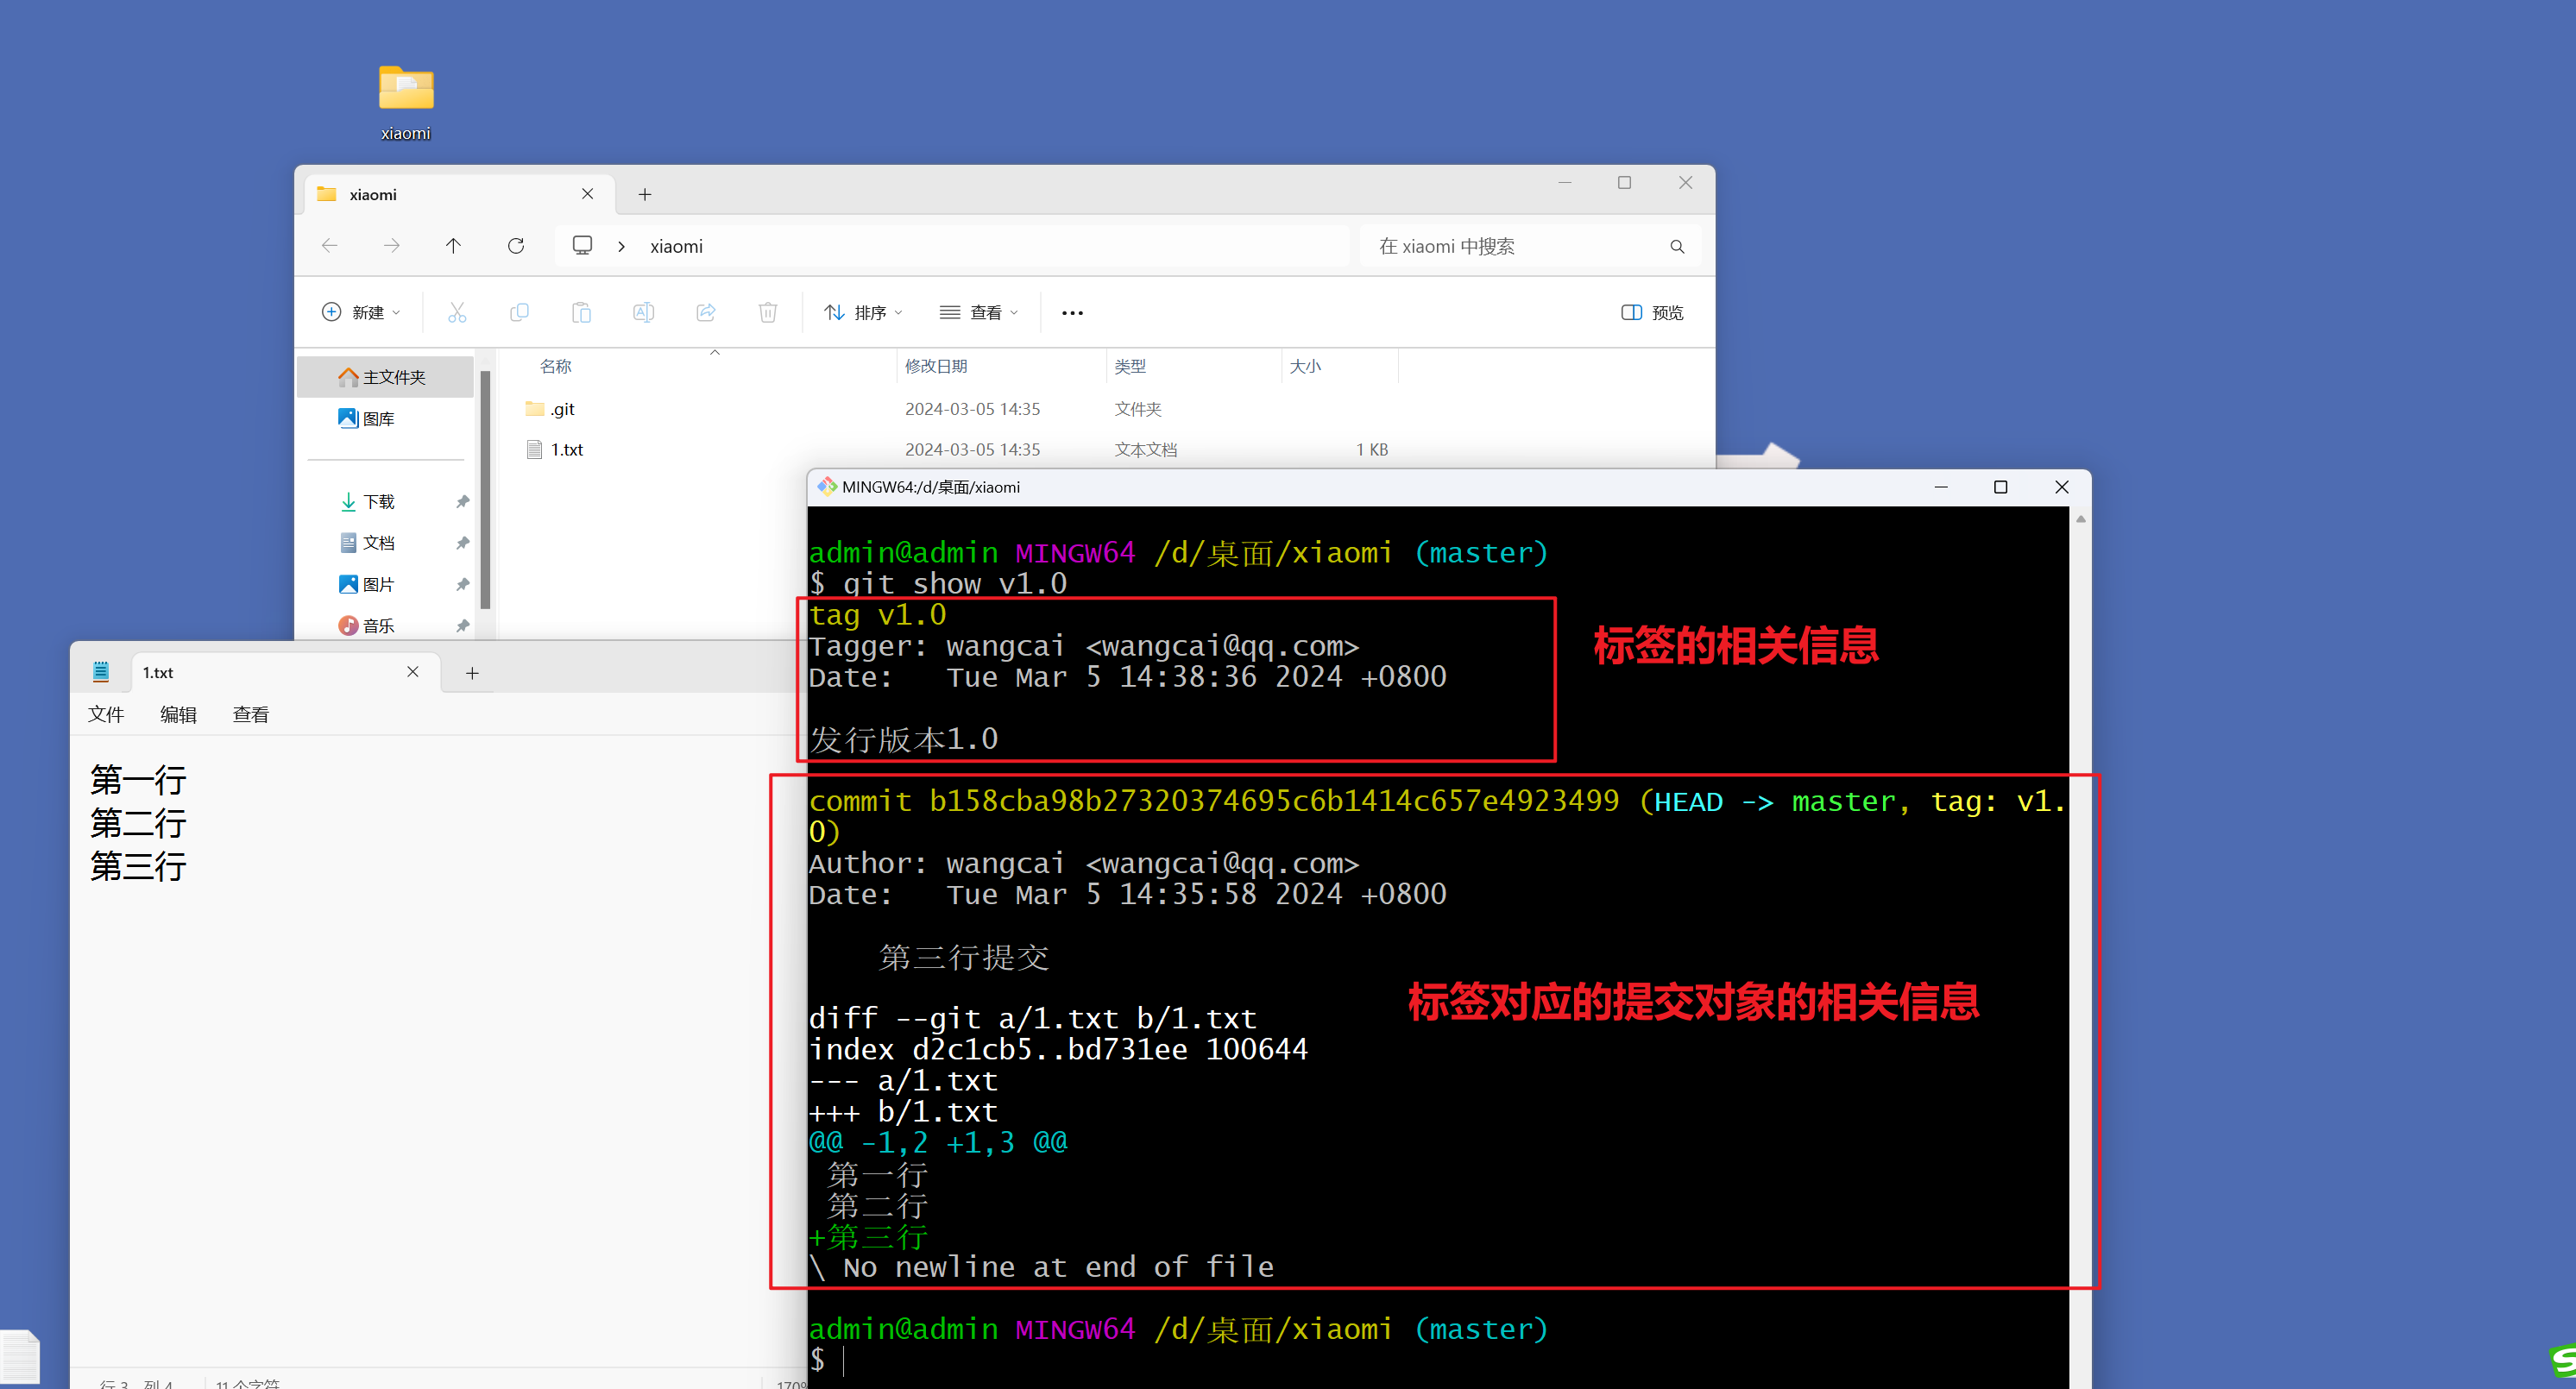 xiaomi
xiaomi
xiaomi
在 xiaomi 中搜索
新建
排序
查看
预览
主文件夹
图库
下载
文档
图片
音乐
名称 修改日期 类型 大小
.git 2024-03-05 14:35 文件夹
1.txt 2024-03-05 14:35 文本文档 1 KB
1.txt
文件 编辑 查看
第一行
第二行
第三行
行 3，列 4 11 个字符 170%
MINGW64:/d/桌面/xiaomi
admin@admin MINGW64 /d/桌面/xiaomi (master)
$ git show v1.0
tag v1.0
Tagger: wangcai <wangcai@qq.com>
Date:   Tue Mar 5 14:38:36 2024 +0800
发行版本1.0
标签的相关信息
commit b158cba98b27320374695c6b1414c657e4923499 (HEAD -> master, tag: v1.
0)
Author: wangcai <wangcai@qq.com>
Date:   Tue Mar 5 14:35:58 2024 +0800
第三行提交
标签对应的提交对象的相关信息
diff --git a/1.txt b/1.txt
index d2c1cb5..bd731ee 100644
--- a/1.txt
+++ b/1.txt
@@ -1,2 +1,3 @@
第一行
第二行
+第三行
\ No newline at end of file
admin@admin MINGW64 /d/桌面/xiaomi (master)
$